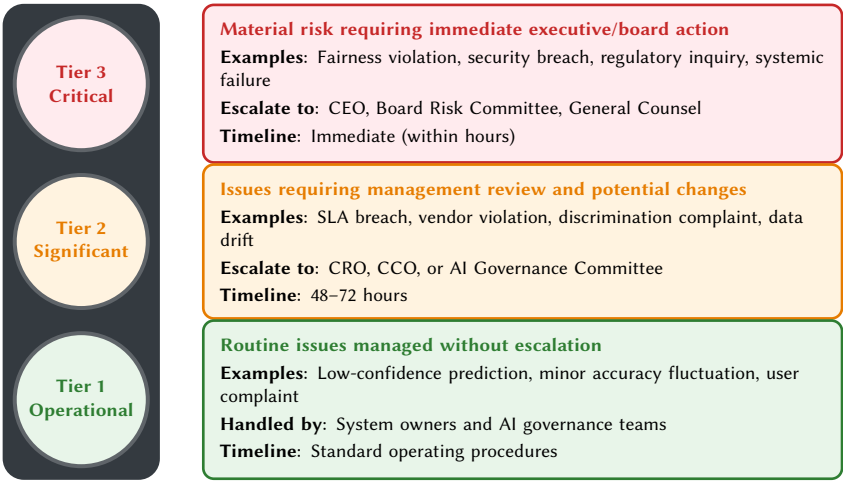 Tier 3
Critical
Material risk requiring immediate executive/board action
Examples: Fairness violation, security breach, regulatory inquiry, systemic
failure
Escalate to: CEO, Board Risk Committee, General Counsel
Timeline: Immediate (within hours)
Tier 2
Significant
Issues requiring management review and potential changes
Examples: SLA breach, vendor violation, discrimination complaint, data
drift
Escalate to: CRO, CCO, or AI Governance Committee
Timeline: 48–72 hours
Tier 1
Operational
Routine issues managed without escalation
Examples: Low-confidence prediction, minor accuracy fluctuation, user
complaint
Handled by: System owners and AI governance teams
Timeline: Standard operating procedures